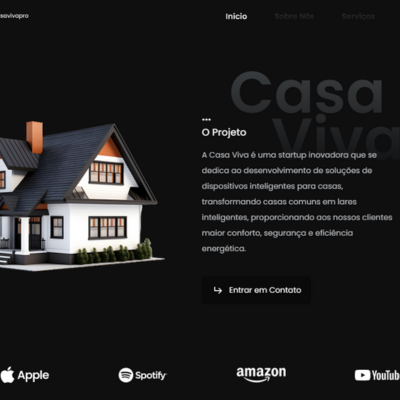 savivapro
Início
Sobre Nós
Serviços
Casa
Viva
...
O Projeto
A Casa Viva é uma startup inovadora que se
dedica ao desenvolvimento de soluções de
dispositivos inteligentes para casas,
transformando casas comuns em lares
inteligentes, proporcionando aos nossos clientes
maior conforto, segurança e eficiência
energética.
Entrar em Contato
Apple
Spotify
amazon
YouTub